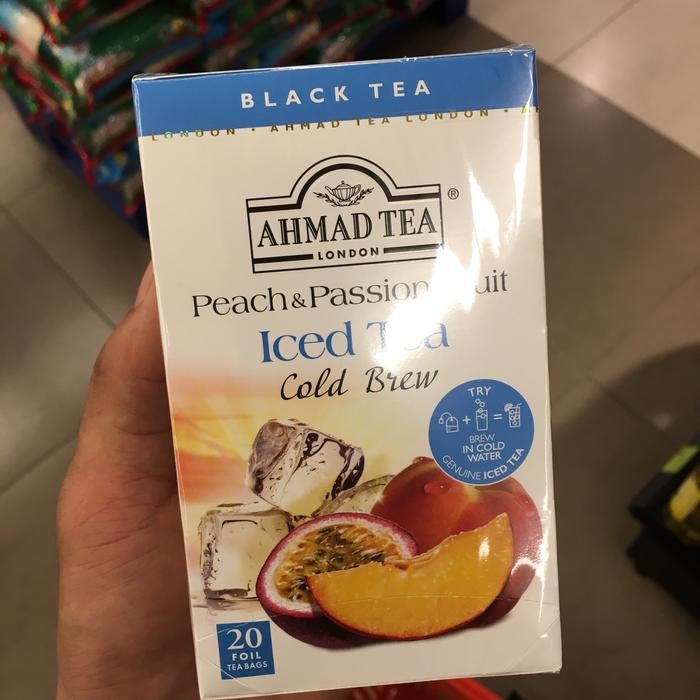 BLACK TEA
LONDON • AHMAD TEA LONDON • A
AHMAD TEA ®
LONDON
Peach & Passion uit
Iced Tea
Cold Brew
TRY
+ =
BREW
IN COLD
WATER
GENUINE ICED TEA
20
FOIL
TEA BAGS